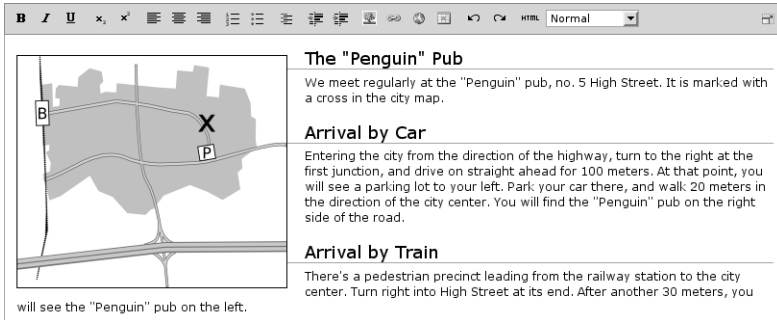 B I U x₂ x² HTML Normal
The "Penguin" Pub
We meet regularly at the "Penguin" pub, no. 5 High Street. It is marked with
a cross in the city map.
B
X
P
Arrival by Car
Entering the city from the direction of the highway, turn to the right at the
first junction, and drive on straight ahead for 100 meters. At that point, you
will see a parking lot to your left. Park your car there, and walk 20 meters in
the direction of the city center. You will find the "Penguin" pub on the right
side of the road.
Arrival by Train
There's a pedestrian precinct leading from the railway station to the city
center. Turn right into High Street at its end. After another 30 meters, you
will see the "Penguin" pub on the left.